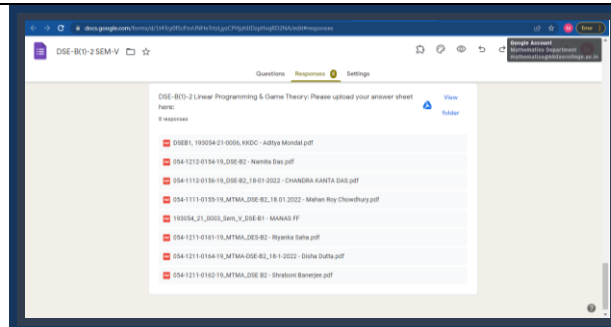 docs.google.com/forms/d/
Error
DSE-B(1)-2 SEM-V
Google Account
Mathematics Department
Questions Responses 8 Settings
DSE-B(1)-2 Linear Programming & Game Theory: Please upload your answer sheet
here:
View
folder
8 responses
DSEB1, 193054-21-0006, KKDC - Aditya Mondal.pdf
054-1212-0154-19_DSE-B2 - Namita Das.pdf
054-1112-0156-19_DSE-B2_18-01-2022 - CHANDRA KANTA DAS.pdf
054-1111-0155-19_MTMA_DSE-B2_18.01.2022 - Mahan Roy Chowdhury.pdf
193054_21_0003_Sem_V_DSE-B1 - MANAS FF
054-1211-0161-19_MTMA_DES-B2 - Riyanka Saha.pdf
054-1211-0164-19_MTMA-DSE-B2_18-1-2022 - Disha Dutta.pdf
054-1211-0162-19_MTMA_DSE B2 - Shraboni Banerjee.pdf